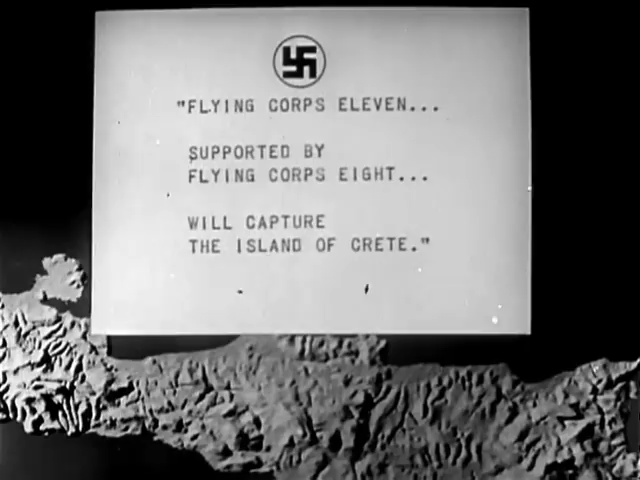 "FLYING CORPS ELEVEN...
SUPPORTED BY
FLYING CORPS EIGHT...
WILL CAPTURE
THE ISLAND OF CRETE."